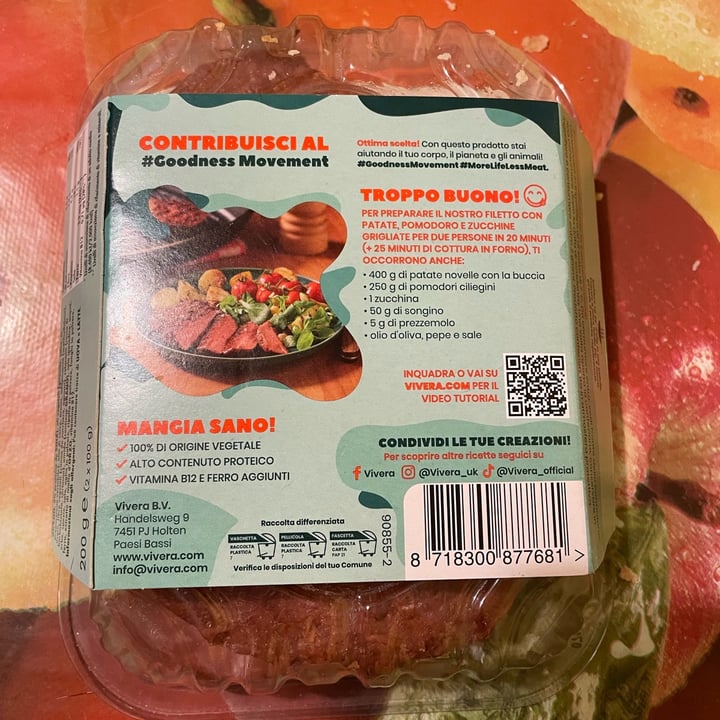 CONTRIBUISCI AL
#Goodness Movement
Ottima scelta! Con questo prodotto stai
aiutando il tuo corpo, il pianeta e gli animali!
#GoodnessMovement #MoreLifeLessMeat.
TROPPO BUONO!
PER PREPARARE IL NOSTRO FILETTO CON
PATATE, POMODORO E ZUCCHINE
GRIGLIATE PER DUE PERSONE IN 20 MINUTI
(+ 25 MINUTI DI COTTURA IN FORNO), TI
OCCORRONO ANCHE:
• 400 g di patate novelle con la buccia
• 250 g di pomodori ciliegini
• 1 zucchina
• 50 g di songino
• 5 g di prezzemolo
• olio d'oliva, pepe e sale
INQUADRA O VAI SU
VIVERA.COM PER IL
VIDEO TUTORIAL
MANGIA SANO!
100% DI ORIGINE VEGETALE
ALTO CONTENUTO PROTEICO
VITAMINA B12 E FERRO AGGIUNTI
CONDIVIDI LE TUE CREAZIONI!
Per scoprire altre ricette seguici su
Vivera @Vivera_uk @Vivera_official
Vivera B.V.
Handelsweg 9
7451 PJ Holten
Paesi Bassi
www.vivera.com
info@vivera.com
Raccolta differenziata
VASCHETTA
RACCOLTA
PLASTICA
7
PELLICOLA
RACCOLTA
PLASTICA
7
FASCETTA
RACCOLTA
CARTA
PAP 21
Verifica le disposizioni del tuo Comune
90855-2
8 718300 877681 >
200 g e (2 x 100 g)